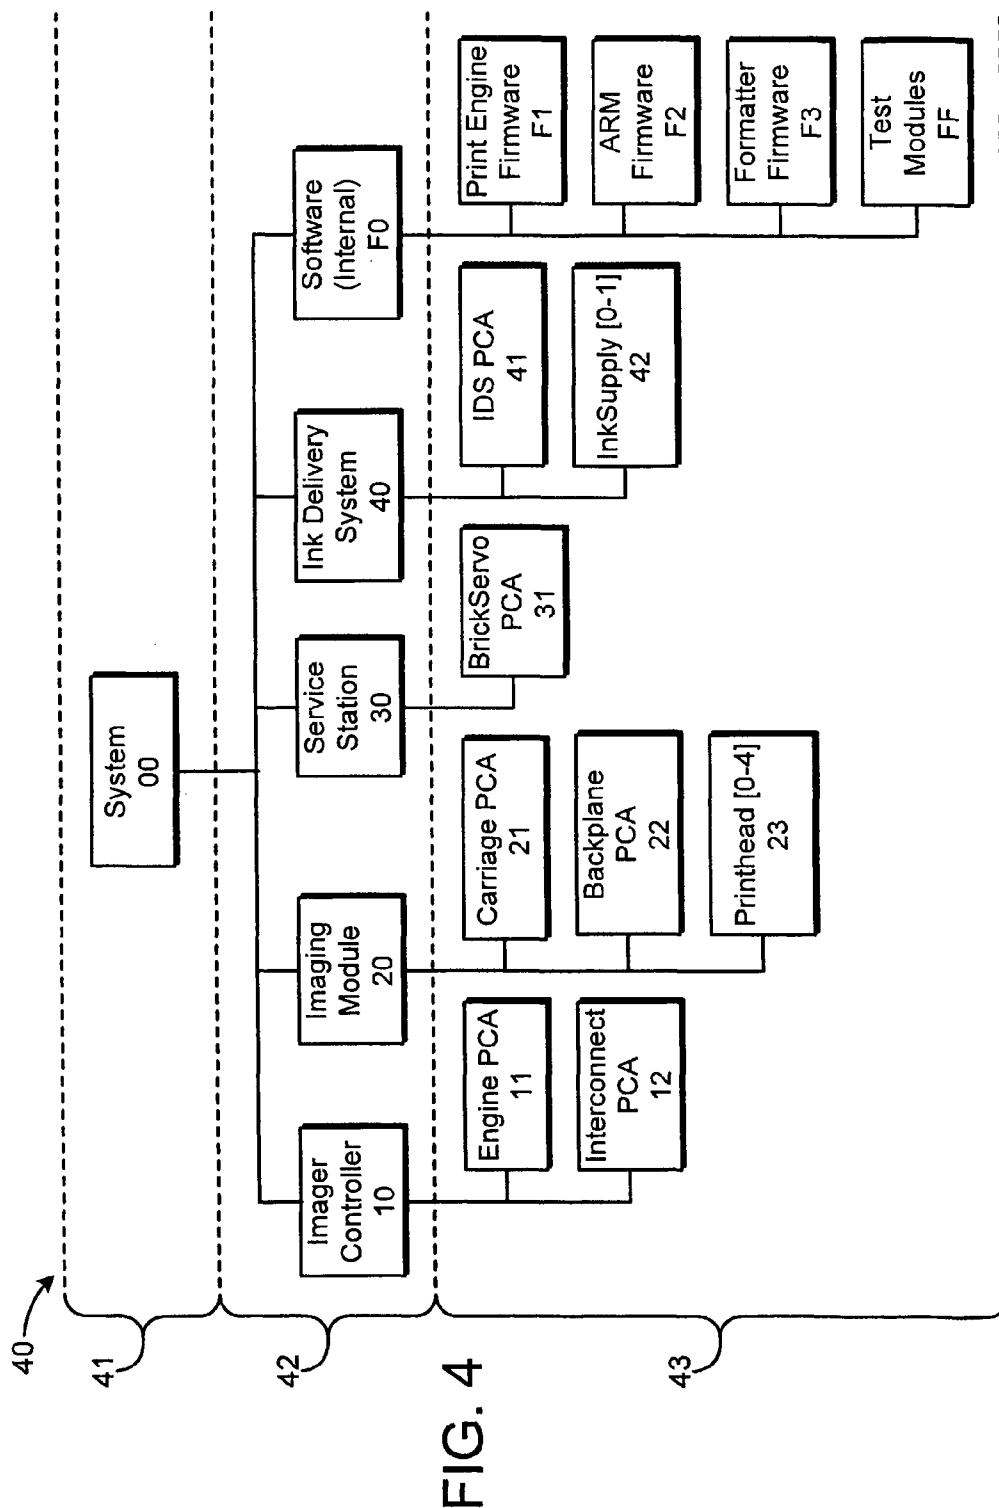 40
41
System
00
42
Imager
Controller
10
Imaging
Module
20
Service
Station
30
Ink Delivery
System
40
Software
(Internal)
F0
43
Engine PCA
11
Interconnect
PCA
12
Carriage PCA
21
Backplane
PCA
22
Printhead [0-4]
23
BrickServo
PCA
31
IDS PCA
41
InkSupply [0-1]
42
Print Engine
Firmware
F1
ARM
Firmware
F2
Formatter
Firmware
F3
Test
Modules
FF
FIG. 4